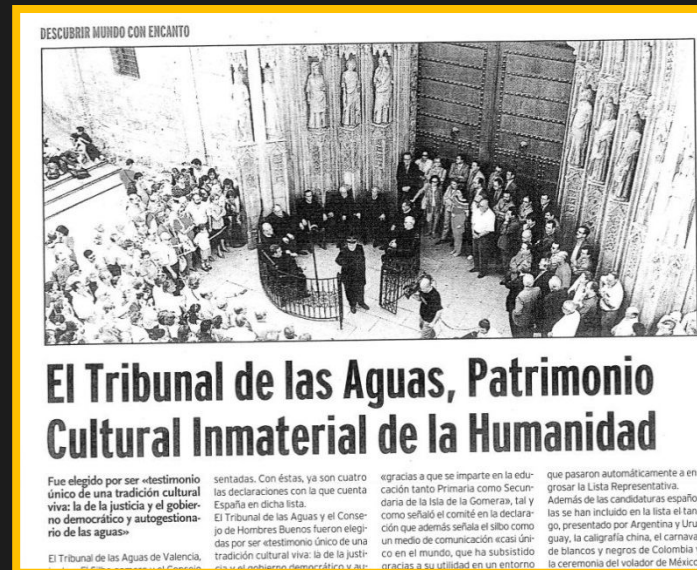 DESCUBRIR MUNDO CON ENCANTO
El Tribunal de las Aguas, Patrimonio
Cultural Inmaterial de la Humanidad
Fue elegido por ser «testimonio
único de una tradición cultural
viva: la de la justicia y el gobier-
no democrático y autogestiona-
rio de las aguas»
El Tribunal de las Aguas de Valencia,
sentadas. Con éstas, ya son cuatro
las declaraciones con la que cuenta
España en dicha lista.
El Tribunal de las Aguas y el Conse-
jo de Hombres Buenos fueron elegi-
das por ser «testimonio único de una
tradición cultural viva: la de la justi-
cia y el gobierno democrático y au-
«gracias a que se imparte en la edu-
cación tanto Primaria como Secun-
daria de la Isla de la Gomera», tal y
como señaló el comité en la declara-
ción que además señala el silbo como
un medio de comunicación «casi úni-
co en el mundo, que ha subsistido
gracias a su utilidad en un entorno
que pasaron automáticamente a en
grosar la Lista Representativa.
Además de las candidaturas españo
las se han incluido en la lista el tan
go, presentado por Argentina y Uru
guay, la caligrafía china, el carnava
de blancos y negros de Colombia
la ceremonia del volador de México